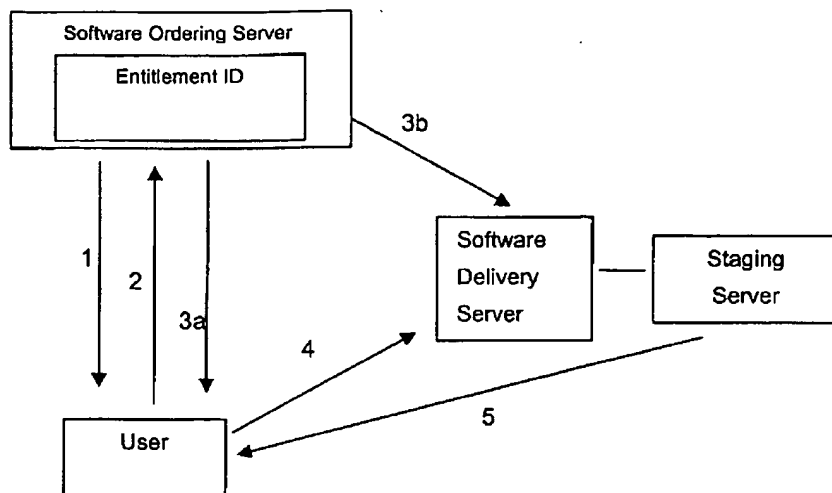 Software Ordering Server
Entitlement ID
3b
1
2
3a
Software
Delivery
Server
Staging
Server
4
5
User